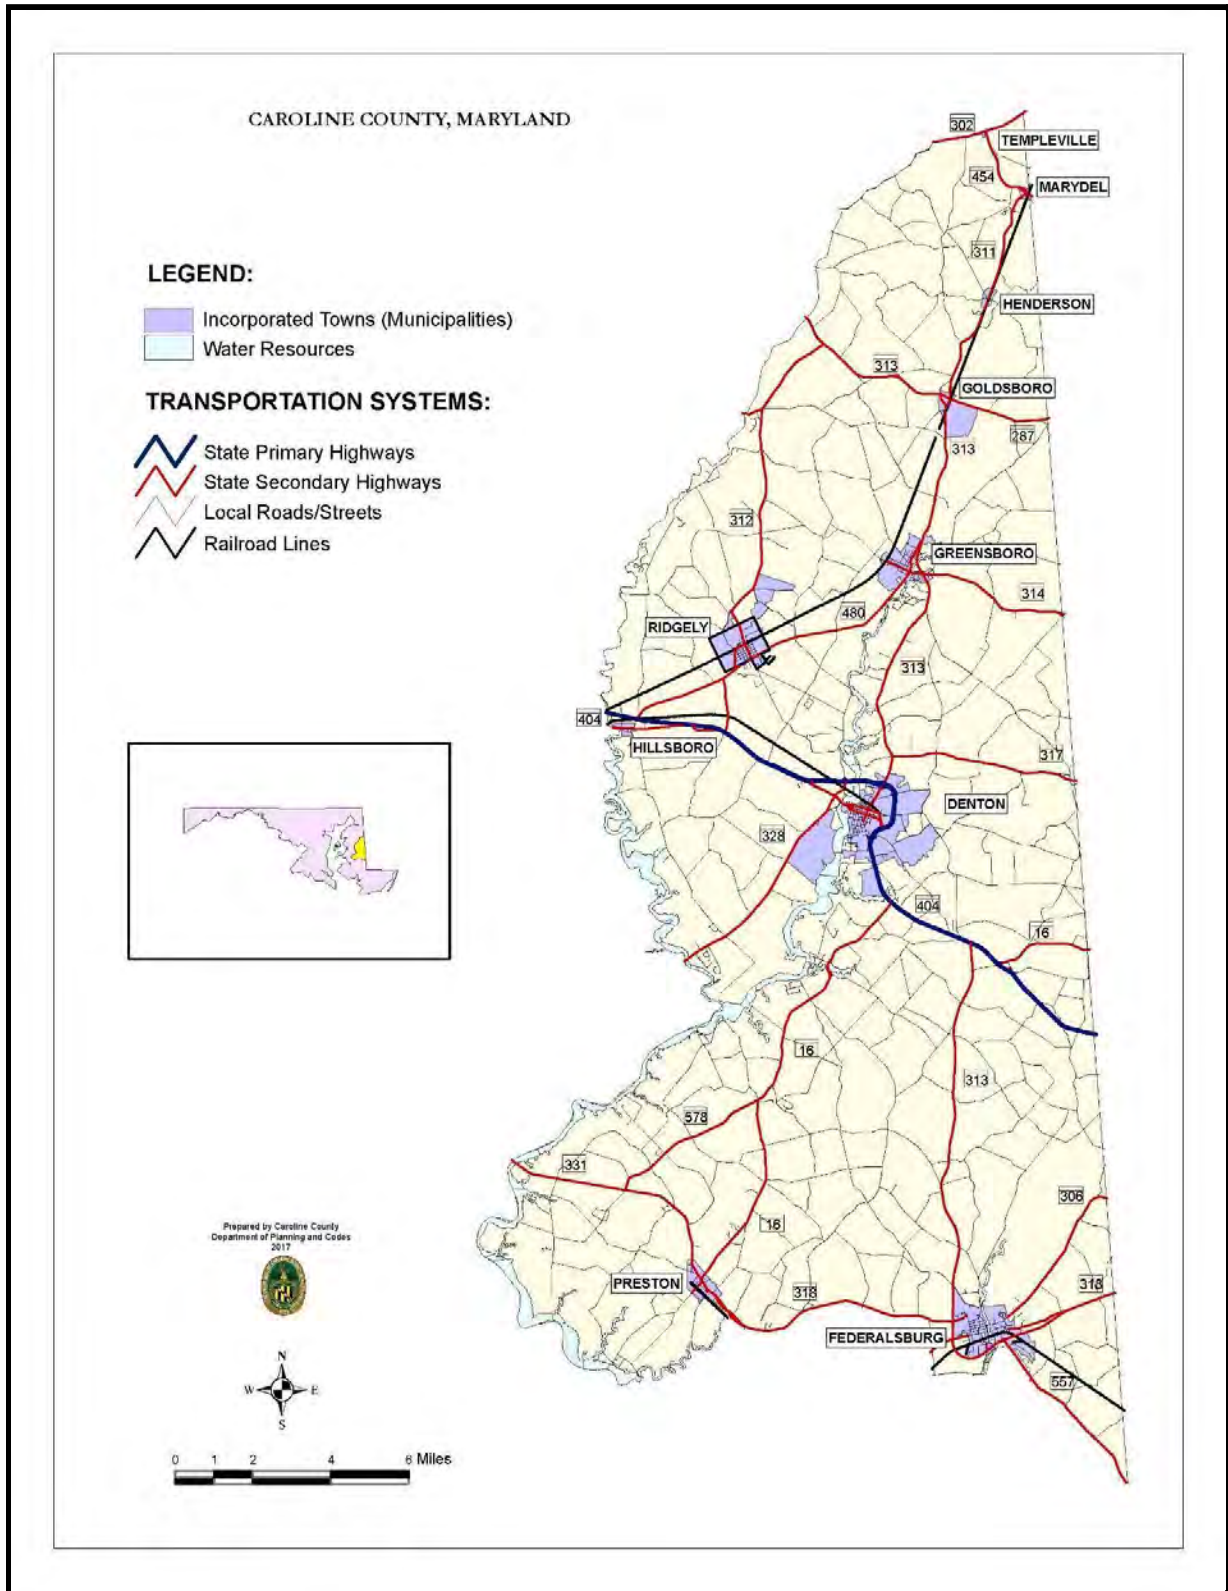 CAROLINE COUNTY, MARYLAND
302
TEMPLEVILLE
454
MARYDEL
311
LEGEND:
HENDERSON
Incorporated Towns (Municipalities)
Water Resources
313
GOLDSBORO
TRANSPORTATION SYSTEMS:
287
313
State Primary Highways
State Secondary Highways
Local Roads/Streets
Railroad Lines
312
GREENSBORO
314
480
RIDGELY
313
404
HILLSBORO
317
DENTON
328
404
16
16
313
578
331
306
Prepared by Caroline County
Department of Planning and Codes
2017
16
PRESTON
318
318
FEDERALSBURG
N
W
E
S
557
0 1 2 4 6 Miles